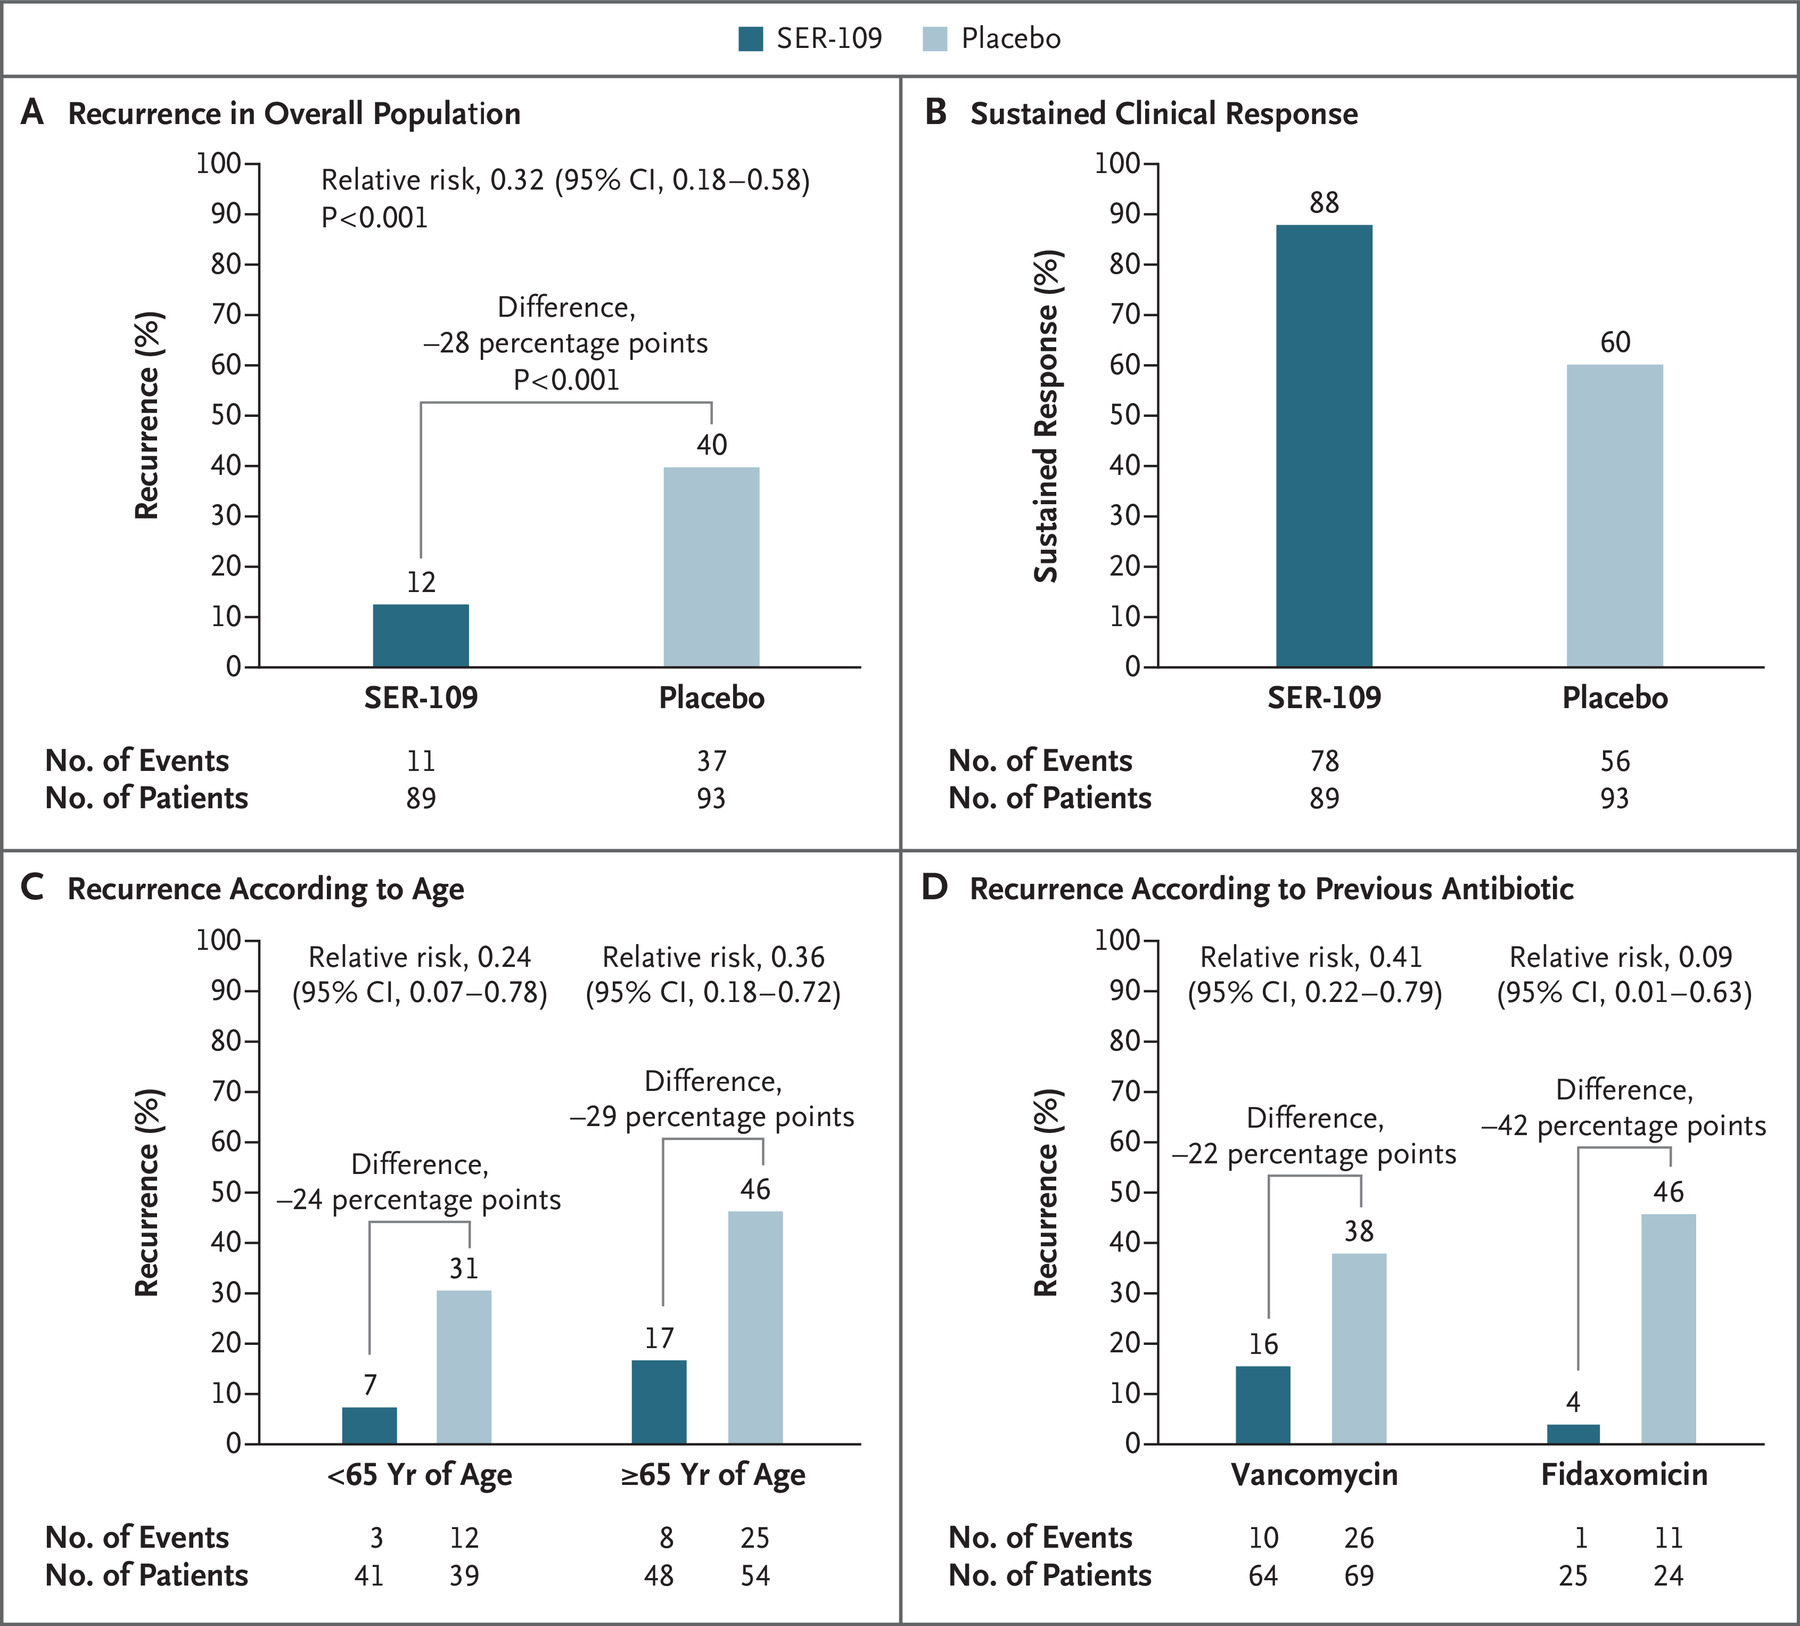 SER-109 Placebo
A Recurrence in Overall Population
Recurrence (%)
100
90
80
70
60
50
40
30
20
10
0
Relative risk, 0.32 (95% CI, 0.18–0.58)
P<0.001
Difference,
–28 percentage points
P<0.001
12
40
SER-109 Placebo
No. of Events 11 37
No. of Patients 89 93
B Sustained Clinical Response
Sustained Response (%)
100
90
80
70
60
50
40
30
20
10
0
88
60
SER-109 Placebo
No. of Events 78 56
No. of Patients 89 93
C Recurrence According to Age
Recurrence (%)
100
90
80
70
60
50
40
30
20
10
0
Relative risk, 0.24
(95% CI, 0.07–0.78)
Difference,
–24 percentage points
7
31
Relative risk, 0.36
(95% CI, 0.18–0.72)
Difference,
–29 percentage points
17
46
<65 Yr of Age ≥65 Yr of Age
No. of Events 3 12 8 25
No. of Patients 41 39 48 54
D Recurrence According to Previous Antibiotic
Recurrence (%)
100
90
80
70
60
50
40
30
20
10
0
Relative risk, 0.41
(95% CI, 0.22–0.79)
Difference,
–22 percentage points
16
38
Relative risk, 0.09
(95% CI, 0.01–0.63)
Difference,
–42 percentage points
4
46
Vancomycin Fidaxomicin
No. of Events 10 26 1 11
No. of Patients 64 69 25 24